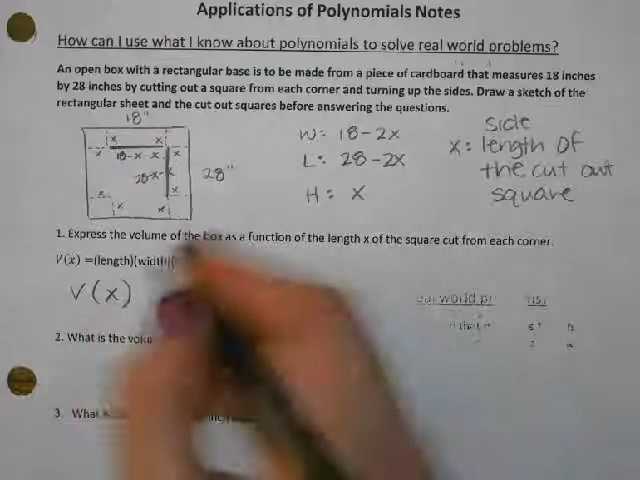 Applications of Polynomials Notes
How can I use what I know about polynomials to solve real world problems?
An open box with a rectangular base is to be made from a piece of cardboard that measures 18 inches
by 28 inches by cutting out a square from each corner and turning up the sides. Draw a sketch of the
rectangular sheet and the cut out squares before answering the questions.
18"
x x
x 18-x-x x
28-x-x
28"
x x
x x
W: 18-2x
L: 28-2x
H: x
x: side length of
the cut out
square
1. Express the volume of the box as a function of the length x of the square cut from each corner.
V(x) =(length)(width)(
V(x)
2. What is the volu
3. What